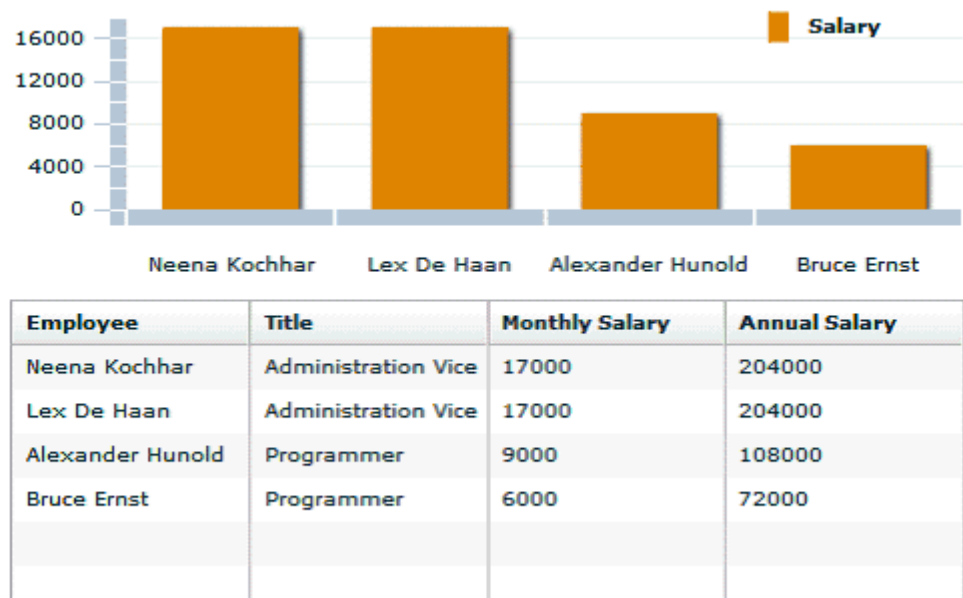 Salary
16000
12000
8000
4000
0
Neena Kochhar Lex De Haan Alexander Hunold Bruce Ernst
Employee Title Monthly Salary Annual Salary
Neena Kochhar Administration Vice 17000 204000
Lex De Haan Administration Vice 17000 204000
Alexander Hunold Programmer 9000 108000
Bruce Ernst Programmer 6000 72000